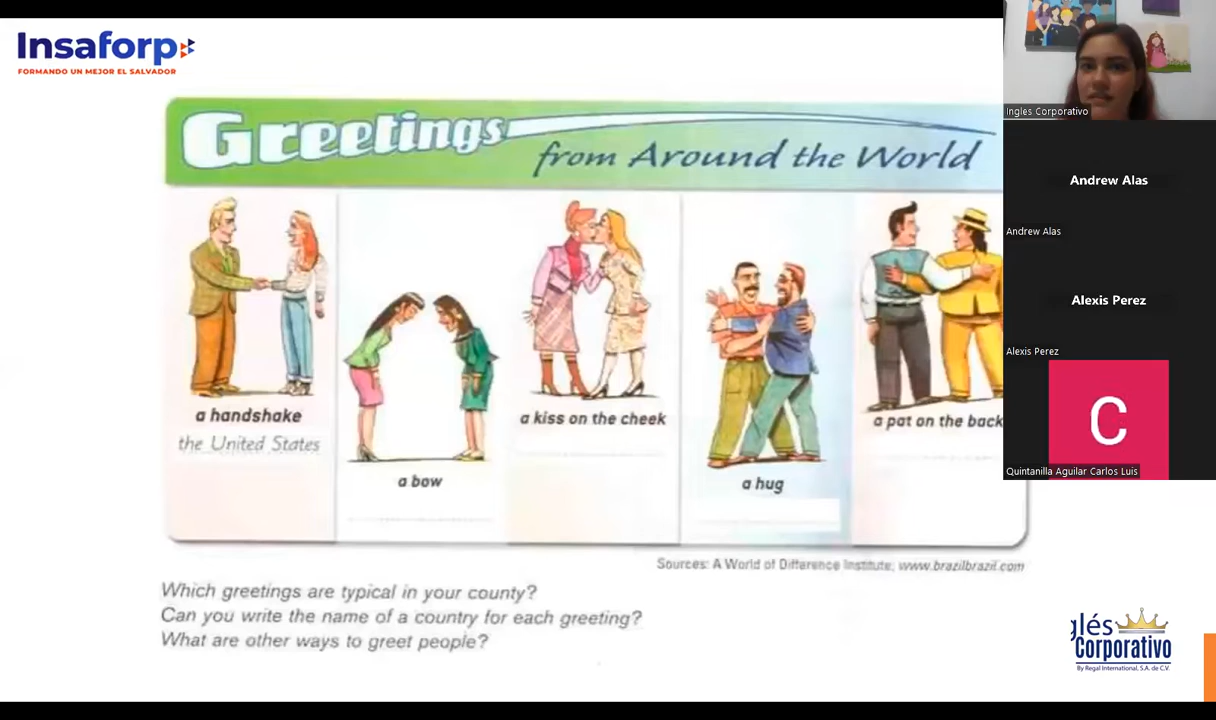 Insaforp
FORMANDO UN MEJOR EL SALVADOR
Greetings
from Around the World
a handshake
the United States
a bow
a kiss on the cheek
a hug
a pat on the back
Sources: A World of Difference Institute; www.brazilbrazil.com
Which greetings are typical in your county?
Can you write the name of a country for each greeting?
What are other ways to greet people?
Ingles Corporativo
Andrew Alas
Andrew Alas
Alexis Perez
Alexis Perez
C
Quintanilla Aguilar Carlos Luis
glés
Corporativo
By Regal International, S.A. de C.V.